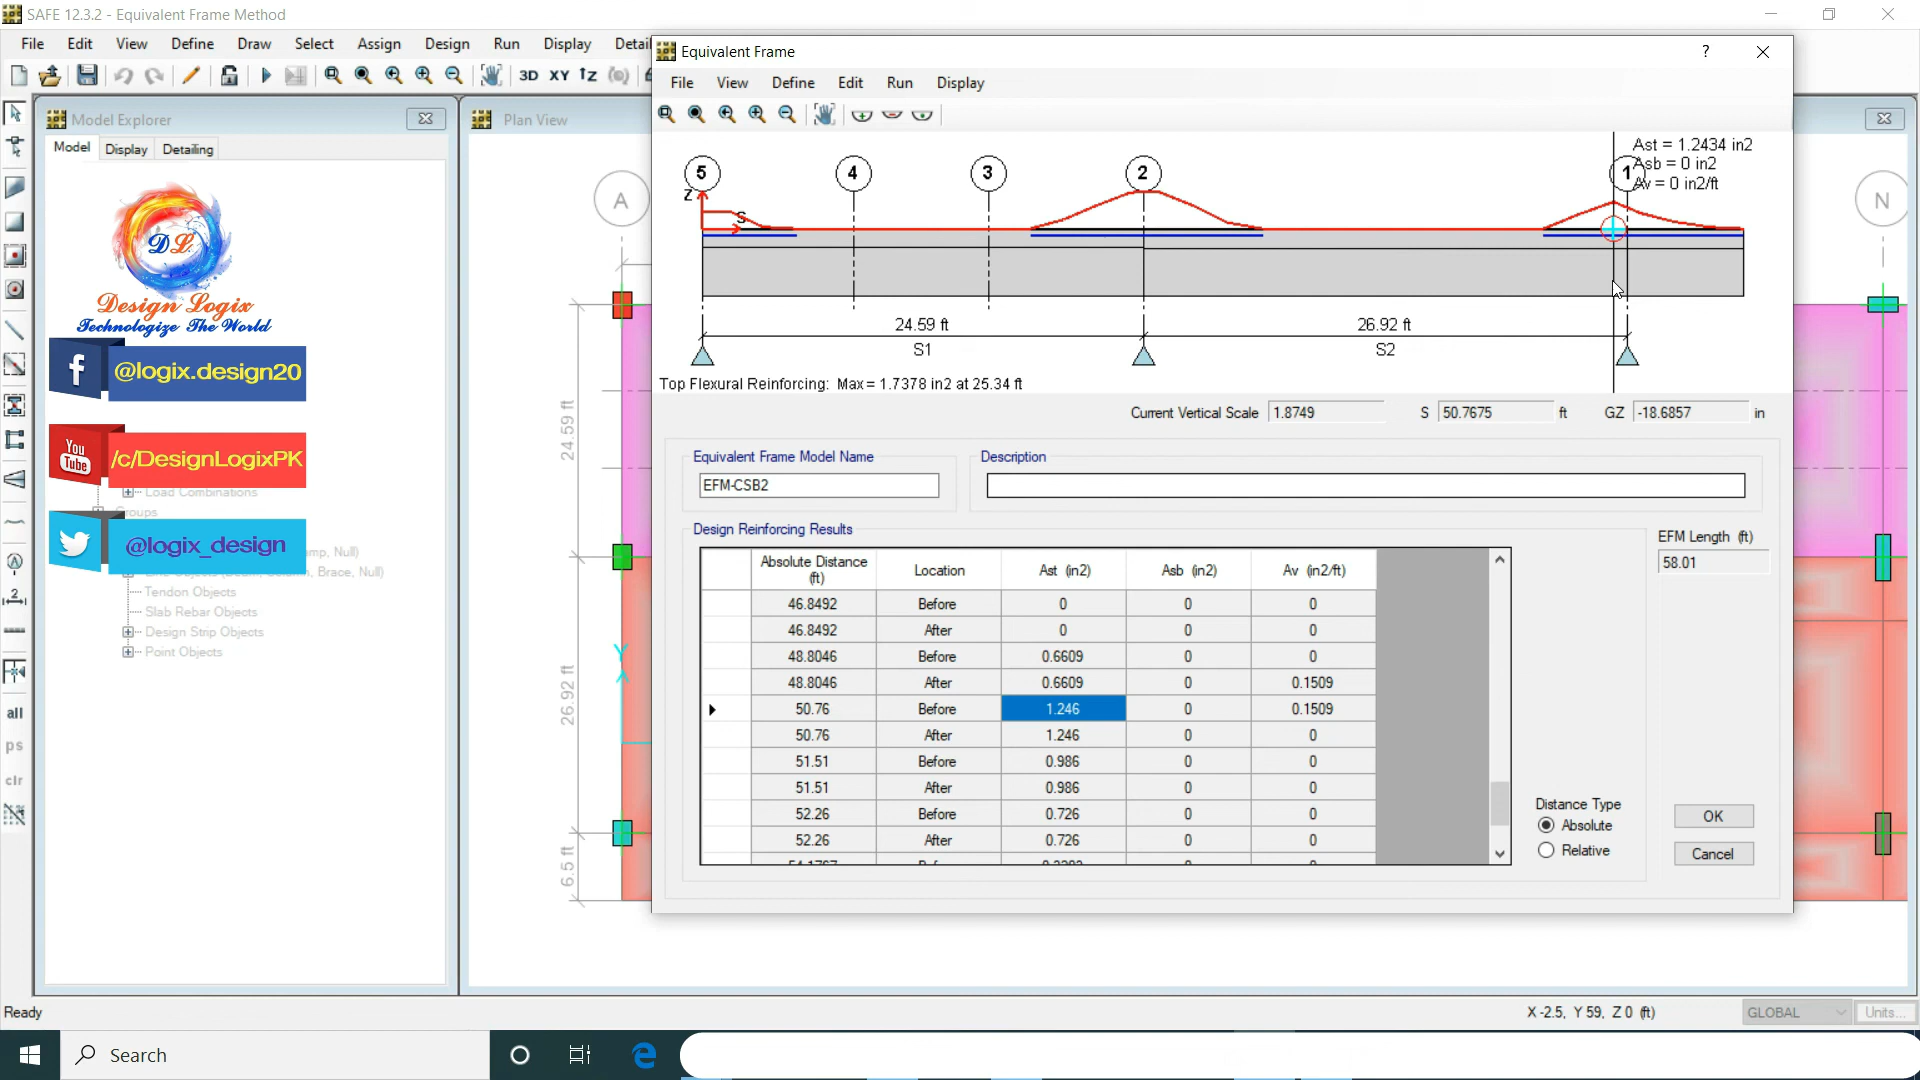 SAFE 12.3.2 - Equivalent Frame Method
File Edit View Define Draw Select Assign Design Run Display
3D XY
Model Explorer
Model Display Detailing
DL
Design Logix
Technologize The World
f @logix.design20
You Tube /c/DesignLogixPK
@logix_design
Load Combinations
Tendon Objects
Slab Rebar Objects
Design Strip Objects
Point Objects
all
ps
clr
Plan View
A
N
24.59 ft
26.92 ft
6.5 ft
Y
Equivalent Frame
? 
File View Define Edit Run Display
5 4 3 2 1
Z
S
Ast = 1.2434 in2
Asb = 0 in2
Av = 0 in2/ft
24.59 ft 26.92 ft
S1 S2
Top Flexural Reinforcing: Max = 1.7378 in2 at 25.34 ft
Current Vertical Scale 1.8749 S 50.7675 ft GZ -18.6857 in
Equivalent Frame Model Name
EFM-CSB2
Description
Design Reinforcing Results
Absolute Distance (ft) Location Ast (in2) Asb (in2) Av (in2/ft)
46.8492 Before 0 0 0
46.8492 After 0 0 0
48.8046 Before 0.6609 0 0
48.8046 After 0.6609 0 0.1509
50.76 Before 1.246 0 0.1509
50.76 After 1.246 0 0
51.51 Before 0.986 0 0
51.51 After 0.986 0 0
52.26 Before 0.726 0 0
52.26 After 0.726 0 0
EFM Length (ft)
58.01
Distance Type
Absolute
Relative
OK
Cancel
Ready
X -2.5, Y 59, Z 0 (ft)
GLOBAL
Units...
Search